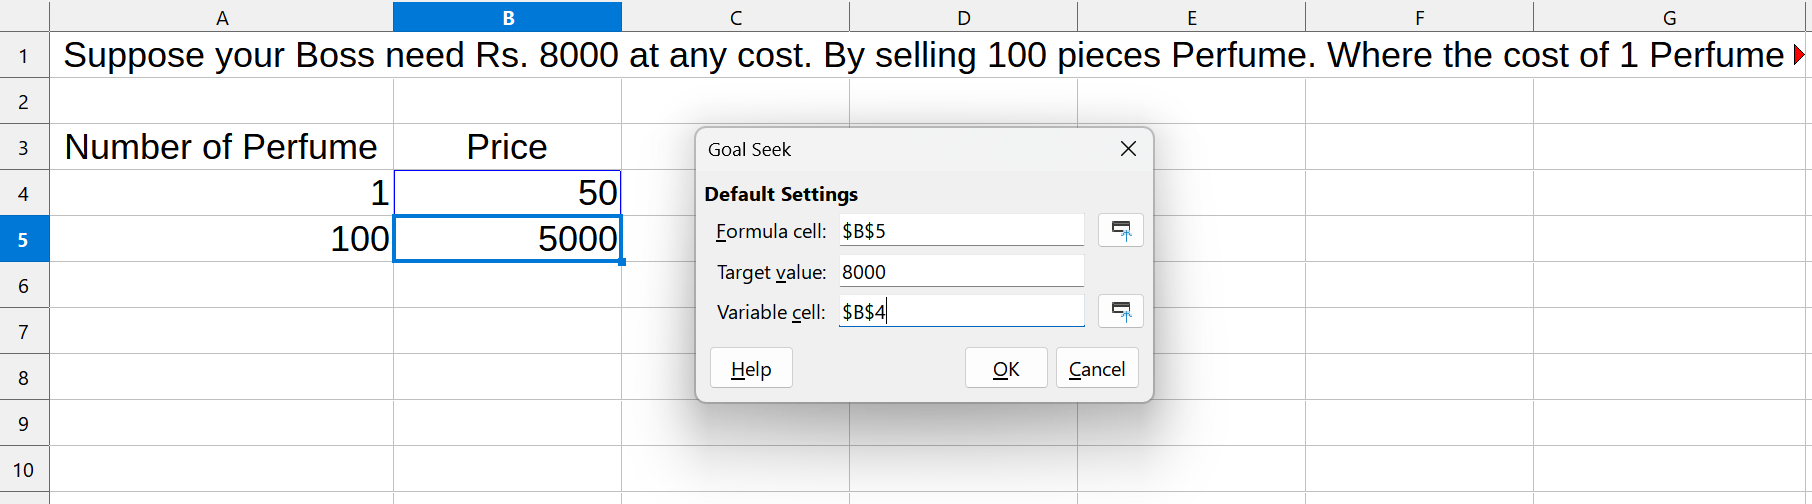 A B C D E F G
1 Suppose your Boss need Rs. 8000 at any cost. By selling 100 pieces Perfume. Where the cost of 1 Perfume
2
3 Number of Perfume Price
4 1 50
5 100 5000
6
7
8
9
10
Goal Seek
Default Settings
Formula cell: $B$5
Target value: 8000
Variable cell: $B$4
Help OK Cancel